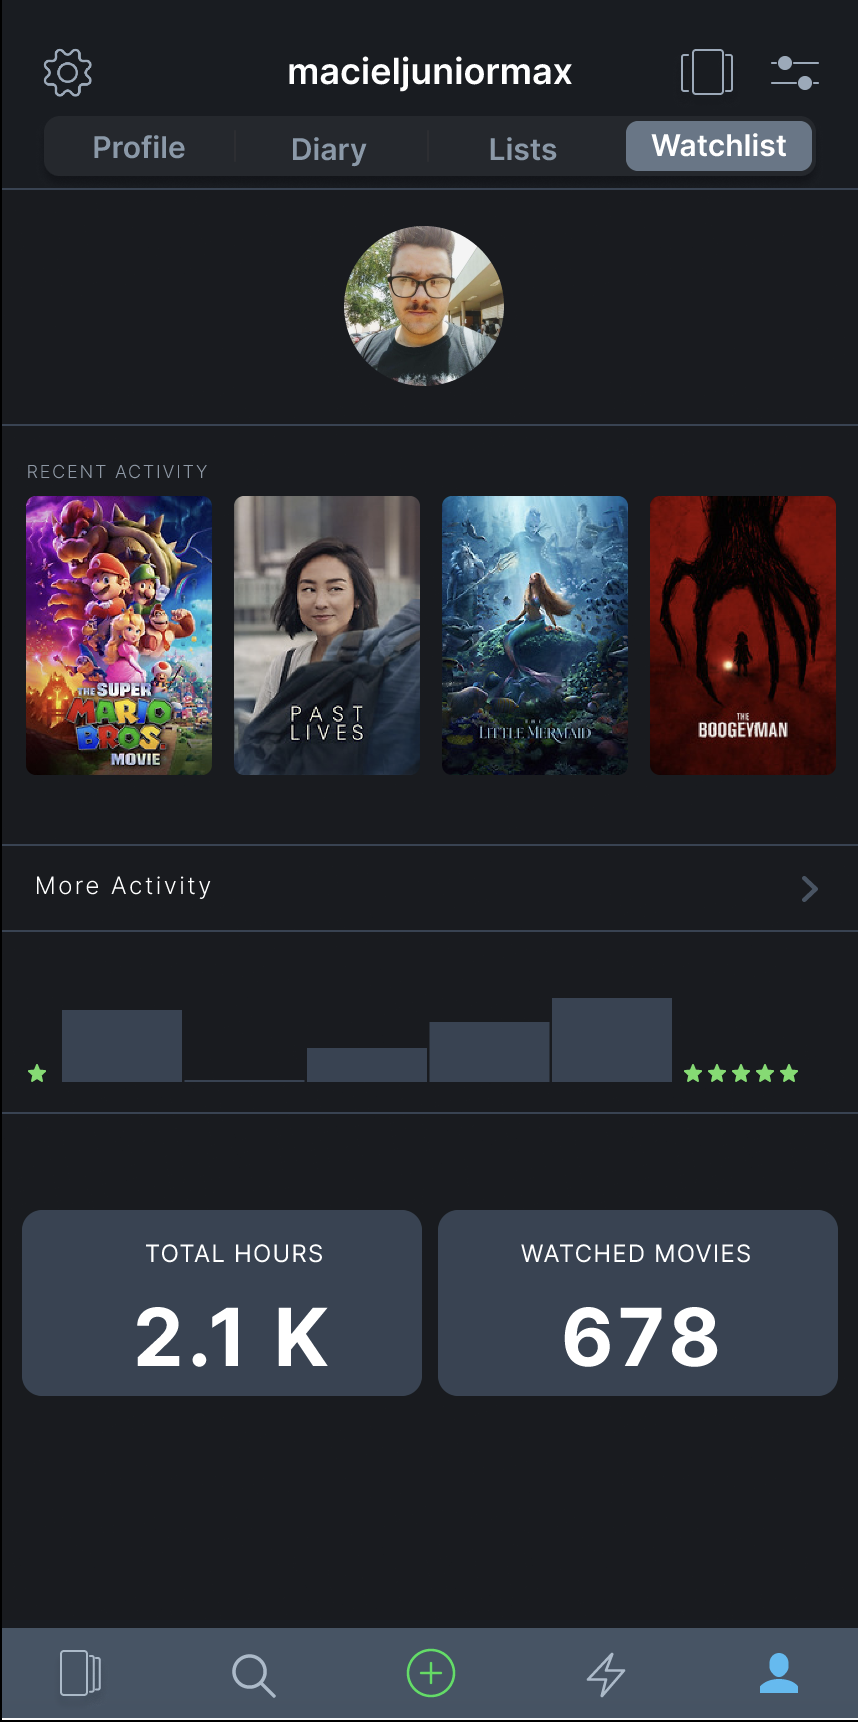 macieljuniormax
Profile Diary Lists Watchlist
RECENT ACTIVITY
THE SUPER
MARIO
BROS.
MOVIE
PAST
LIVES
THE
LITTLE MERMAID
THE
BOOGEYMAN
More Activity
TOTAL HOURS
2.1 K
WATCHED MOVIES
678